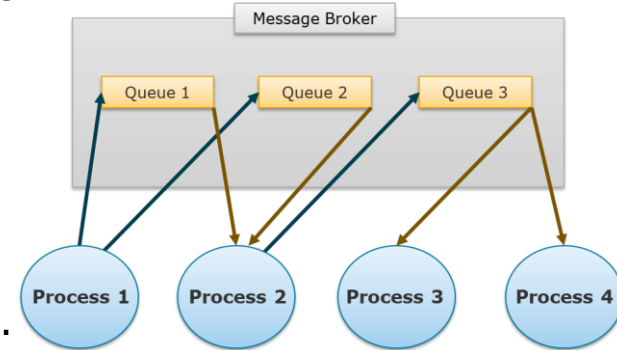 Message Broker
Queue 1
Queue 2
Queue 3
Process 1
Process 2
Process 3
Process 4
.